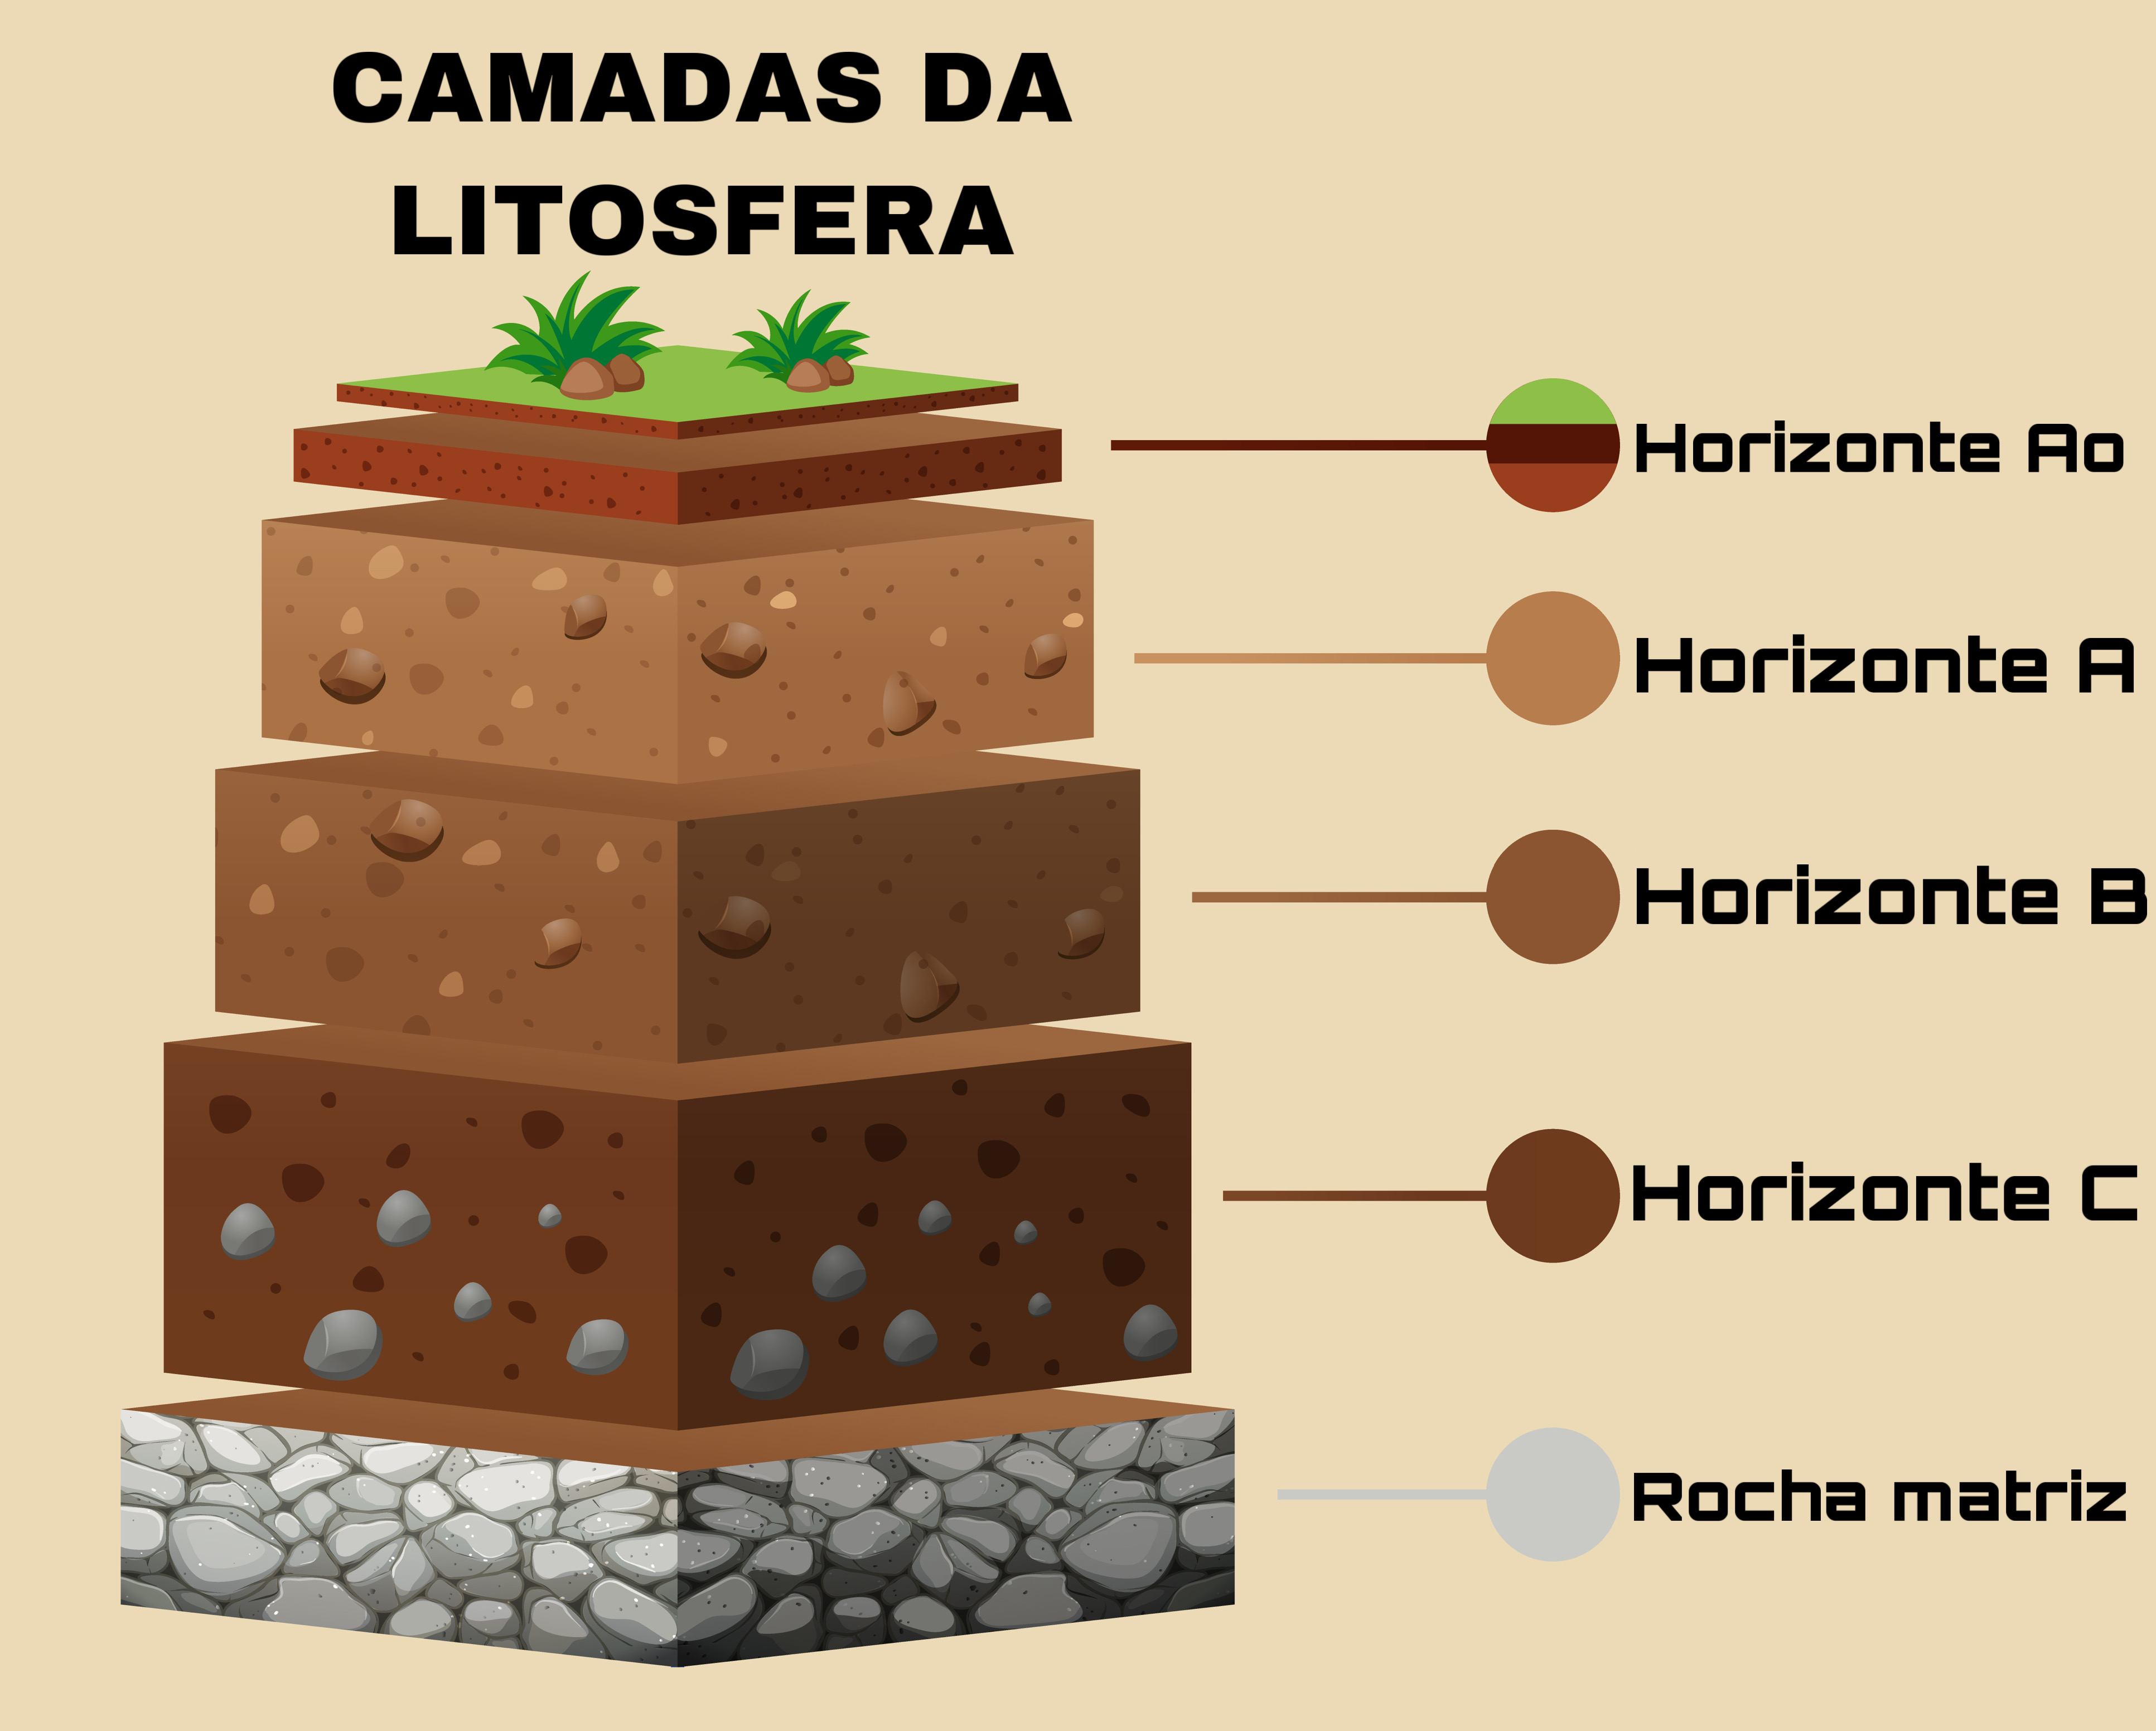 CAMADAS DA
LITOSFERA
Horizonte Ao
Horizonte A
Horizonte B
Horizonte C
Rocha matriz